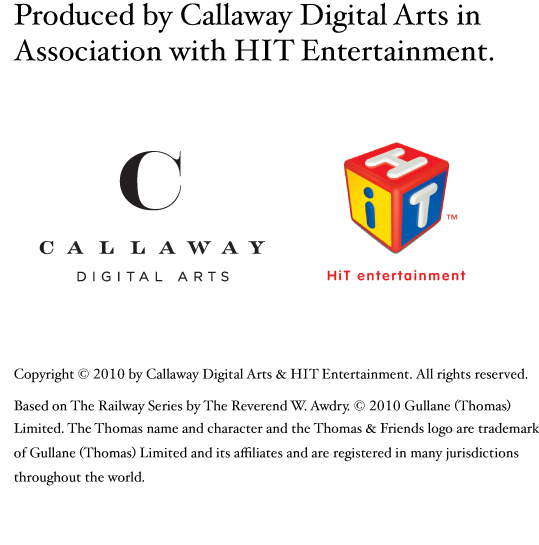 Produced by Callaway Digital Arts in
Association with HIT Entertainment.
C
CALLAWAY
DIGITAL ARTS
H
i
T
TM
HiT entertainment
Copyright © 2010 by Callaway Digital Arts & HIT Entertainment. All rights reserved.
Based on The Railway Series by The Reverend W. Awdry. © 2010 Gullane (Thomas)
Limited. The Thomas name and character and the Thomas & Friends logo are trademark
of Gullane (Thomas) Limited and its affiliates and are registered in many jurisdictions
throughout the world.